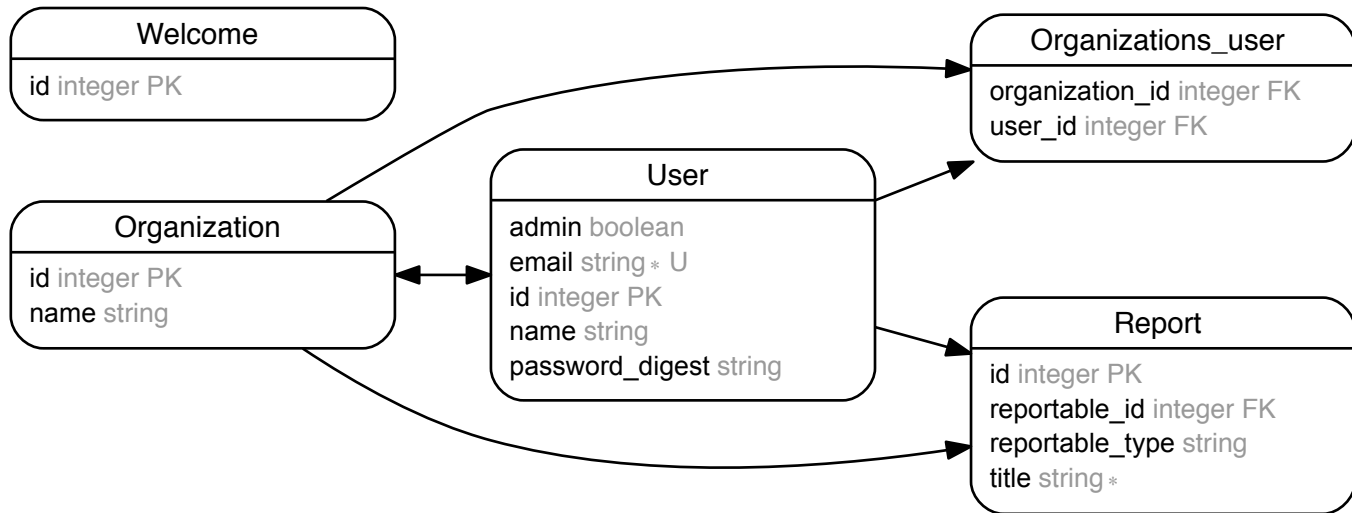 Welcome
id integer PK
Organizations_user
organization_id integer FK
user_id integer FK
User
admin boolean
email string* U
id integer PK
name string
password_digest string
Organization
id integer PK
name string
Report
id integer PK
reportable_id integer FK
reportable_type string
title string*